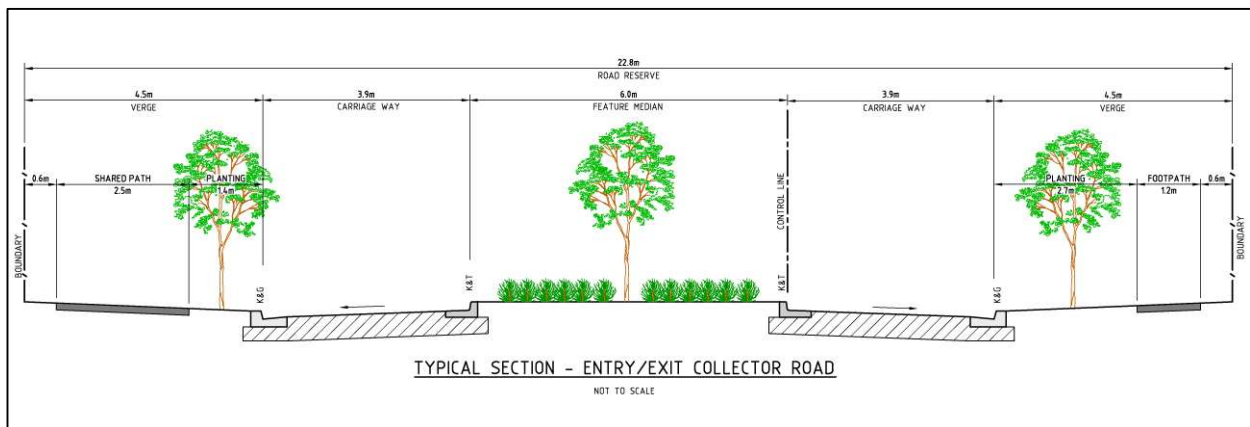 22.8m
ROAD RESERVE
4.5m
VERGE
3.9m
CARRIAGE WAY
6.0m
FEATURE MEDIAN
3.9m
CARRIAGE WAY
4.5m
VERGE
0.6m
SHARED PATH
2.5m
PLANTING
1.4m
CONTROL LINE
PLANTING
2.7m
FOOTPATH
1.2m
0.6m
BOUNDARY
K&G
K&T
K&T
K&G
BOUNDARY
TYPICAL SECTION - ENTRY/EXIT COLLECTOR ROAD
NOT TO SCALE